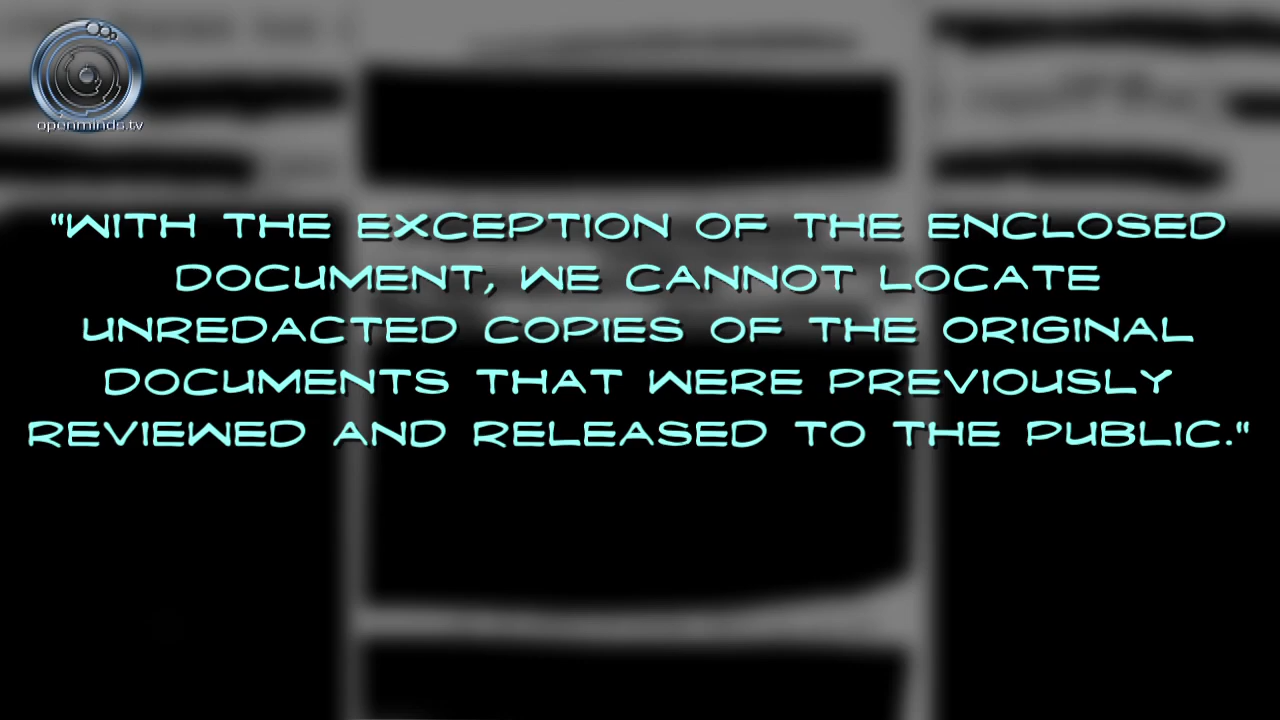 openminds.tv
"WITH THE EXCEPTION OF THE ENCLOSED
DOCUMENT, WE CANNOT LOCATE
UNREDACTED COPIES OF THE ORIGINAL
DOCUMENTS THAT WERE PREVIOUSLY
REVIEWED AND RELEASED TO THE PUBLIC."